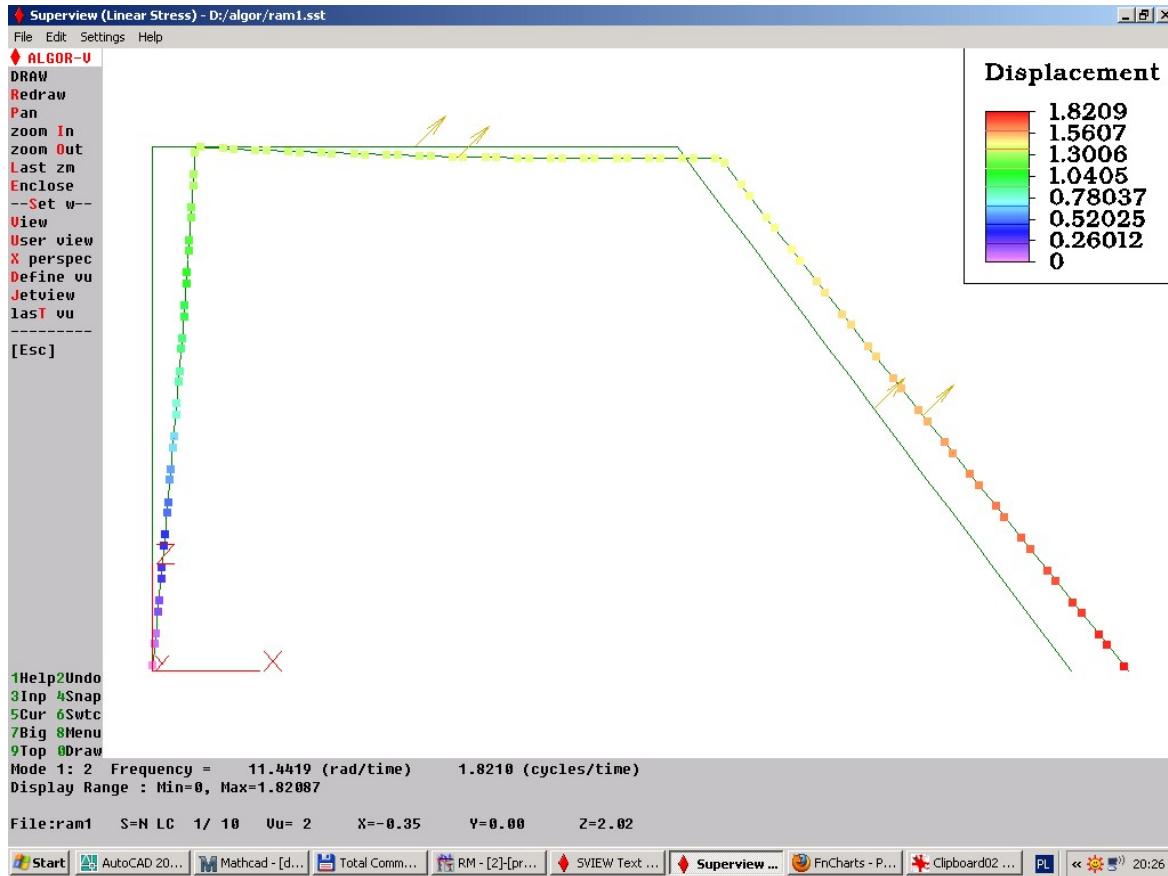 Superview (Linear Stress) - D:/algor/ram1.sst
File Edit Settings Help
ALGOR-V
DRAW
Redraw
Pan
zoom In
zoom Out
Last zm
Enclose
--Set w--
View
User view
X perspec
Define vu
Jetview
lasT vu
---------
[Esc]
Displacement
1.8209
1.5607
1.3006
1.0405
0.78037
0.52025
0.26012
0
Z
Y
X
1Help2Undo
3Inp 4Snap
5Cur 6Swtc
7Big 8Menu
9Top 0Draw
Mode 1: 2 Frequency = 11.4419 (rad/time) 1.8210 (cycles/time)
Display Range : Min=0, Max=1.82087
File:ram1 S=N LC 1/ 10 Vu= 2 X=-0.35 Y=0.00 Z=2.02
Start AutoCAD 20... Mathcad - [d... Total Comm... RM - [2]-[pr... SVIEW Text ... Superview ... FnCharts - P... Clipboard02 ... PL « 20:26